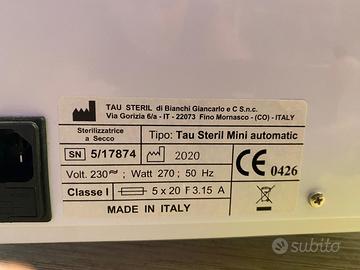 TAU STERIL di Bianchi Giancarlo e C S.n.c.
Via Gorizia 6/a - IT - 22073 Fino Mornasco - (CO) - ITALY
Sterilizzatrice
a Secco
Tipo: Tau Steril Mini automatic
SN 5/17874
2020
CE 0426
Volt. 230~ ; Watt 270 ; 50 Hz
Classe I
5 x 20 F 3.15 A
MADE IN ITALY
subito